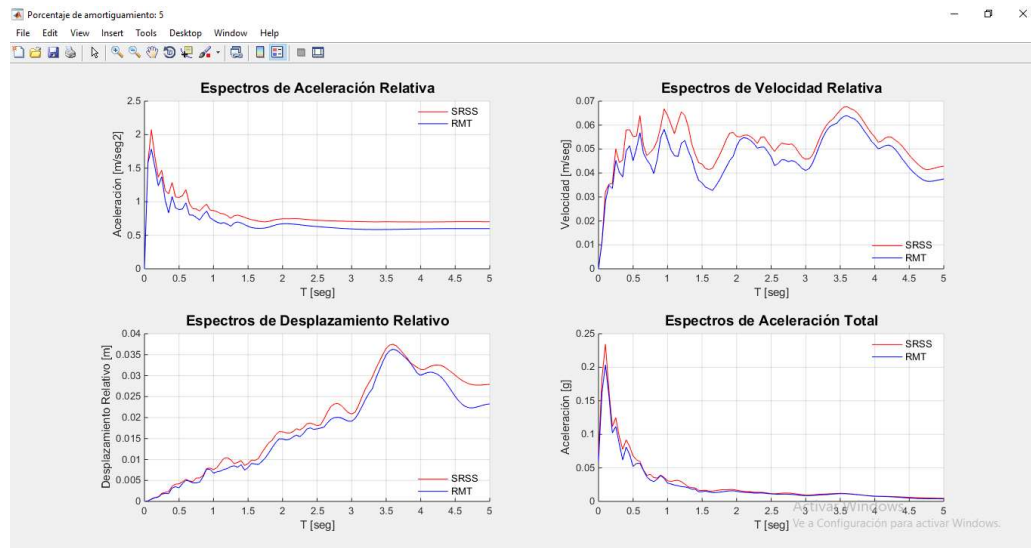 Porcentaje de amortiguamiento: 5
File Edit View Insert Tools Desktop Window Help
Espectros de Aceleración Relativa
Aceleración [m/seg2]
2.5
2
1.5
1
0.5
0
0 0.5 1 1.5 2 2.5 3 3.5 4 4.5 5
T [seg]
SRSS
RMT
Espectros de Velocidad Relativa
Velocidad [m/seg]
0.07
0.06
0.05
0.04
0.03
0.02
0.01
0
0 0.5 1 1.5 2 2.5 3 3.5 4 4.5 5
T [seg]
SRSS
RMT
Espectros de Desplazamiento Relativo
Desplazamiento Relativo [m]
0.04
0.035
0.03
0.025
0.02
0.015
0.01
0.005
0
0 0.5 1 1.5 2 2.5 3 3.5 4 4.5 5
T [seg]
SRSS
RMT
Espectros de Aceleración Total
Aceleración [g]
0.25
0.2
0.15
0.1
0.05
0
0 0.5 1 1.5 2 2.5 3 3.5 4 4.5 5
T [seg]
SRSS
RMT
Activar Windows
Ve a Configuración para activar Windows.